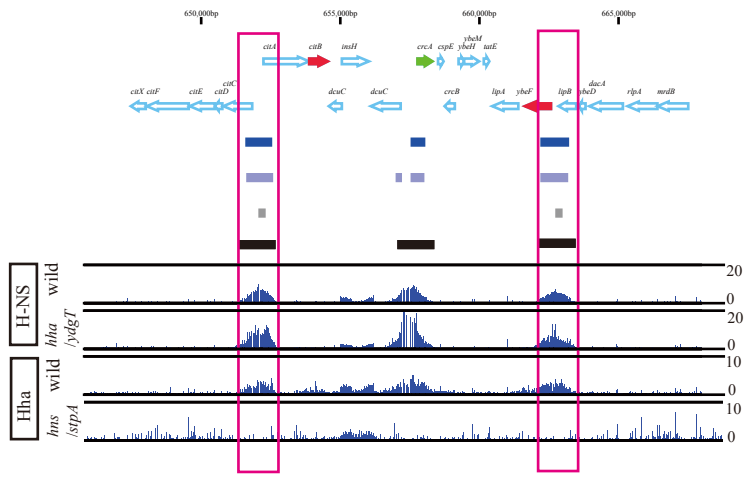 650,000bp 655,000bp 660,000bp 665,000bp
ybeM
citA citB insH crcA cspE ybeH tatE
citC dacA
citX citF citE citD dcuC dcuC crcB lipA ybeF lipB ybeD rlpA mrdB
H-NS
wild
20
0
hha
/ydgT
20
0
Hha
wild
10
0
hns
/stpA
10
0